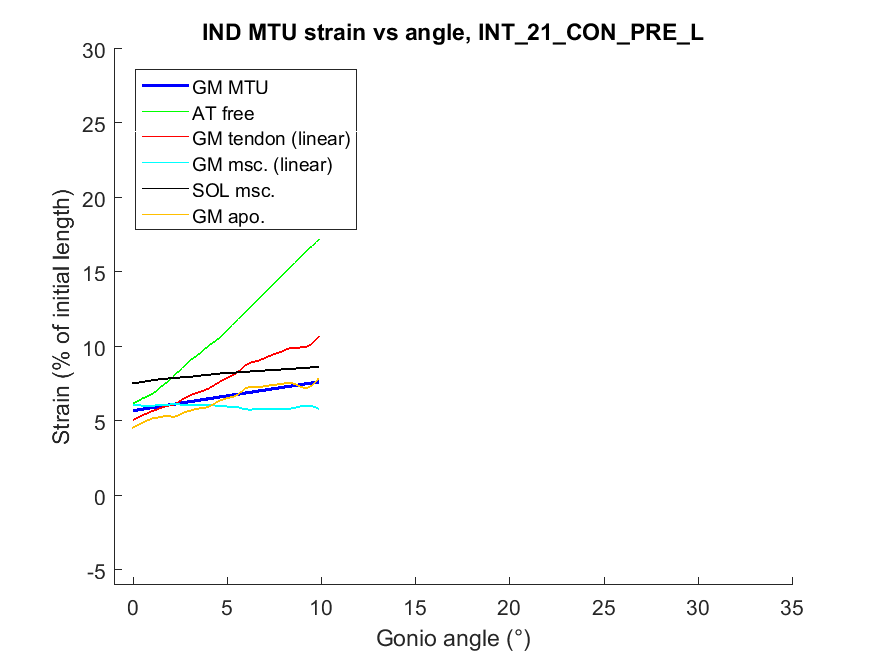 IND MTU strain vs angle, INT_21_CON_PRE_L
30
25
20
15
10
5
0
-5
Strain (% of initial length)
GM MTU
AT free
GM tendon (linear)
GM msc. (linear)
SOL msc.
GM apo.
0 5 10 15 20 25 30 35
Gonio angle (°)